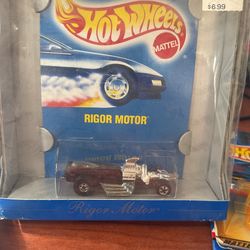 $6.99
Hot Wheels
MATTEL
RIGOR MOTOR
Rigor Motor